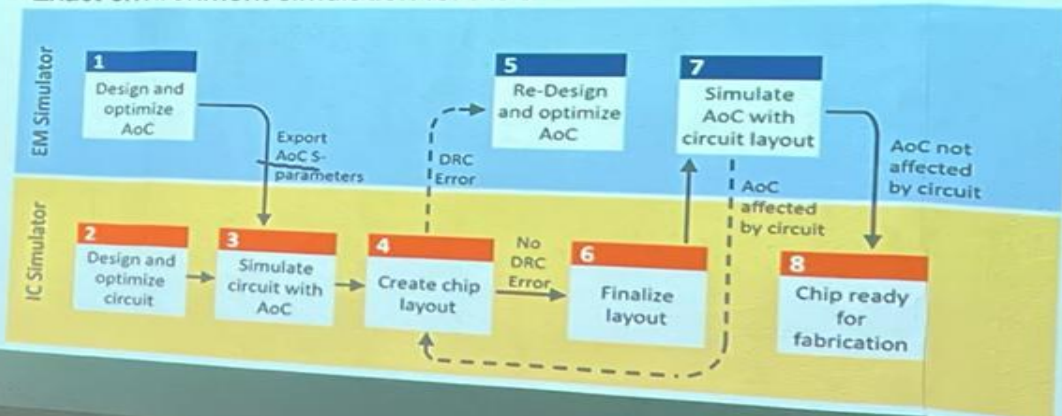 EM Simulator
1
Design and
optimize
AoC
Export
AoC S-
parameters
DRC
Error
5
Re-Design
and optimize
AoC
7
Simulate
AoC with
circuit layout
AoC
affected
by circuit
AoC not
affected
by circuit
IC Simulator
2
Design and
optimize
circuit
3
Simulate
circuit with
AoC
4
Create chip
layout
No
DRC
Error
6
Finalize
layout
8
Chip ready
for
fabrication